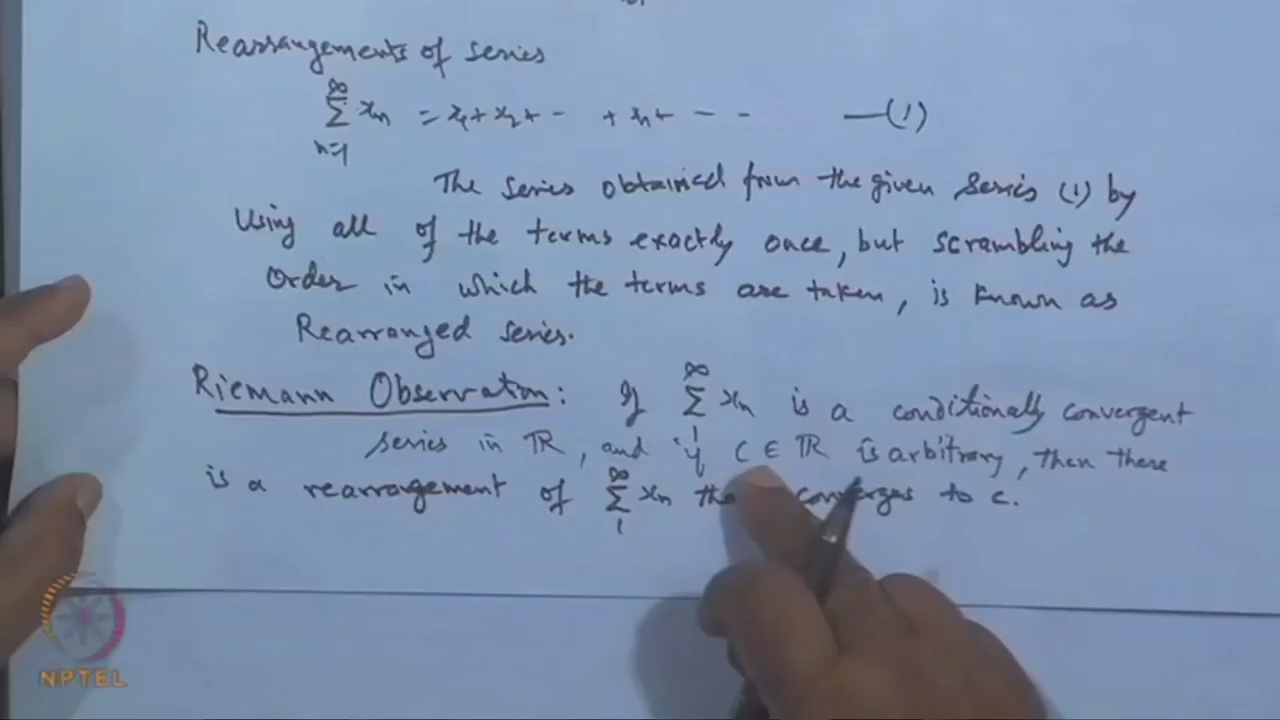 Rearrangements of series
∞
Σ xn = x1 + x2 + - + xn + - - - —(1)
n=1
The series obtained from the given series (1) by
Using all of the terms exactly once, but scrambling the
Order in which the terms are taken, is known as
Rearranged series.
Riemann Observation: If ∞ Σ 1 xn is a conditionally convergent
series in ℝ, and if C ∈ ℝ is arbitrary, then there
is a rearrangement of ∞ Σ 1 xn converges to c.
NPTEL